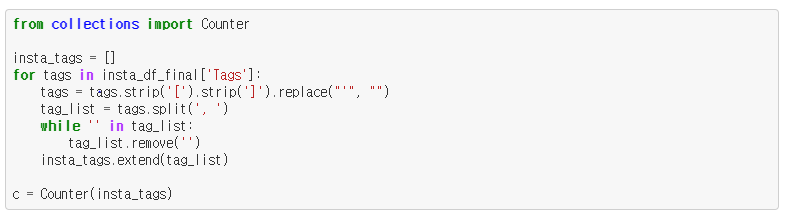 from collections import Counter

insta_tags = []
for tags in insta_df_final['Tags']:
    tags = tags.strip('[').strip(']').replace("'", "")
    tag_list = tags.split(', ')
    while '' in tag_list:
        tag_list.remove('')
    insta_tags.extend(tag_list)

c = Counter(insta_tags)